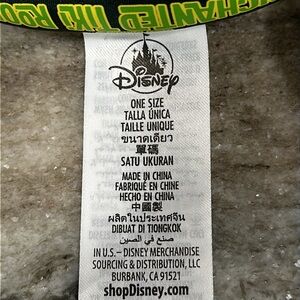 ENCHANTED TIKI ROO
Disney
ONE SIZE
TALLA ÚNICA
TAILLE UNIQUE
ขนาดเดียว
單碼
SATU UKURAN
MADE IN CHINA
FABRIQUÉ EN CHINE
HECHO EN CHINA
中國製
ผลิตในประเทศจีน
DIBUAT DI TIONGKOK
صنع في الصين
IN U.S.– DISNEY MERCHANDISE
SOURCING & DISTRIBUTION, LLC
BURBANK, CA 91521
shopDisney.com